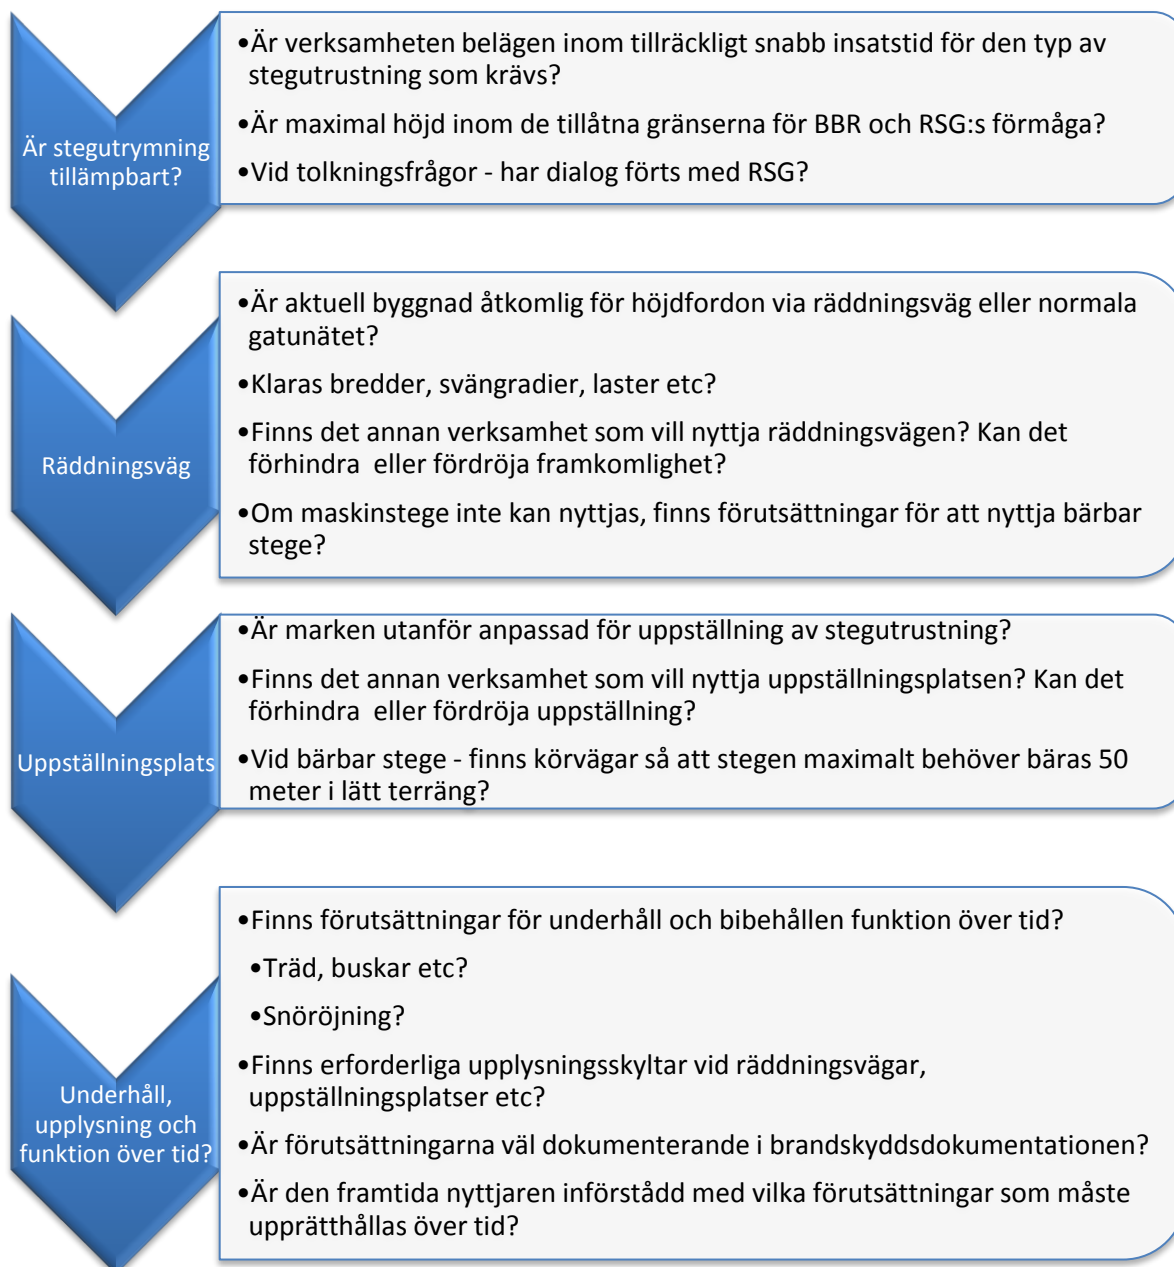 Är stegutrymning
tillämpbart?
•Är verksamheten belägen inom tillräckligt snabb insatstid för den typ av
stegutrustning som krävs?
•Är maximal höjd inom de tillåtna gränserna för BBR och RSG:s förmåga?
•Vid tolkningsfrågor - har dialog förts med RSG?
Räddningsväg
•Är aktuell byggnad åtkomlig för höjdfordon via räddningsväg eller normala
gatunätet?
•Klaras bredder, svängradier, laster etc?
•Finns det annan verksamhet som vill nyttja räddningsvägen? Kan det
förhindra  eller fördröja framkomlighet?
•Om maskinstege inte kan nyttjas, finns förutsättningar för att nyttja bärbar
stege?
Uppställningsplats
•Är marken utanför anpassad för uppställning av stegutrustning?
•Finns det annan verksamhet som vill nyttja uppställningsplatsen? Kan det
förhindra  eller fördröja uppställning?
•Vid bärbar stege - finns körvägar så att stegen maximalt behöver bäras 50
meter i lätt terräng?
Underhåll,
upplysning och
funktion över tid?
•Finns förutsättningar för underhåll och bibehållen funktion över tid?
•Träd, buskar etc?
•Snöröjning?
•Finns erforderliga upplysningsskyltar vid räddningsvägar,
uppställningsplatser etc?
•Är förutsättningarna väl dokumenterande i brandskyddsdokumentationen?
•Är den framtida nyttjaren införstådd med vilka förutsättningar som måste
upprätthållas över tid?